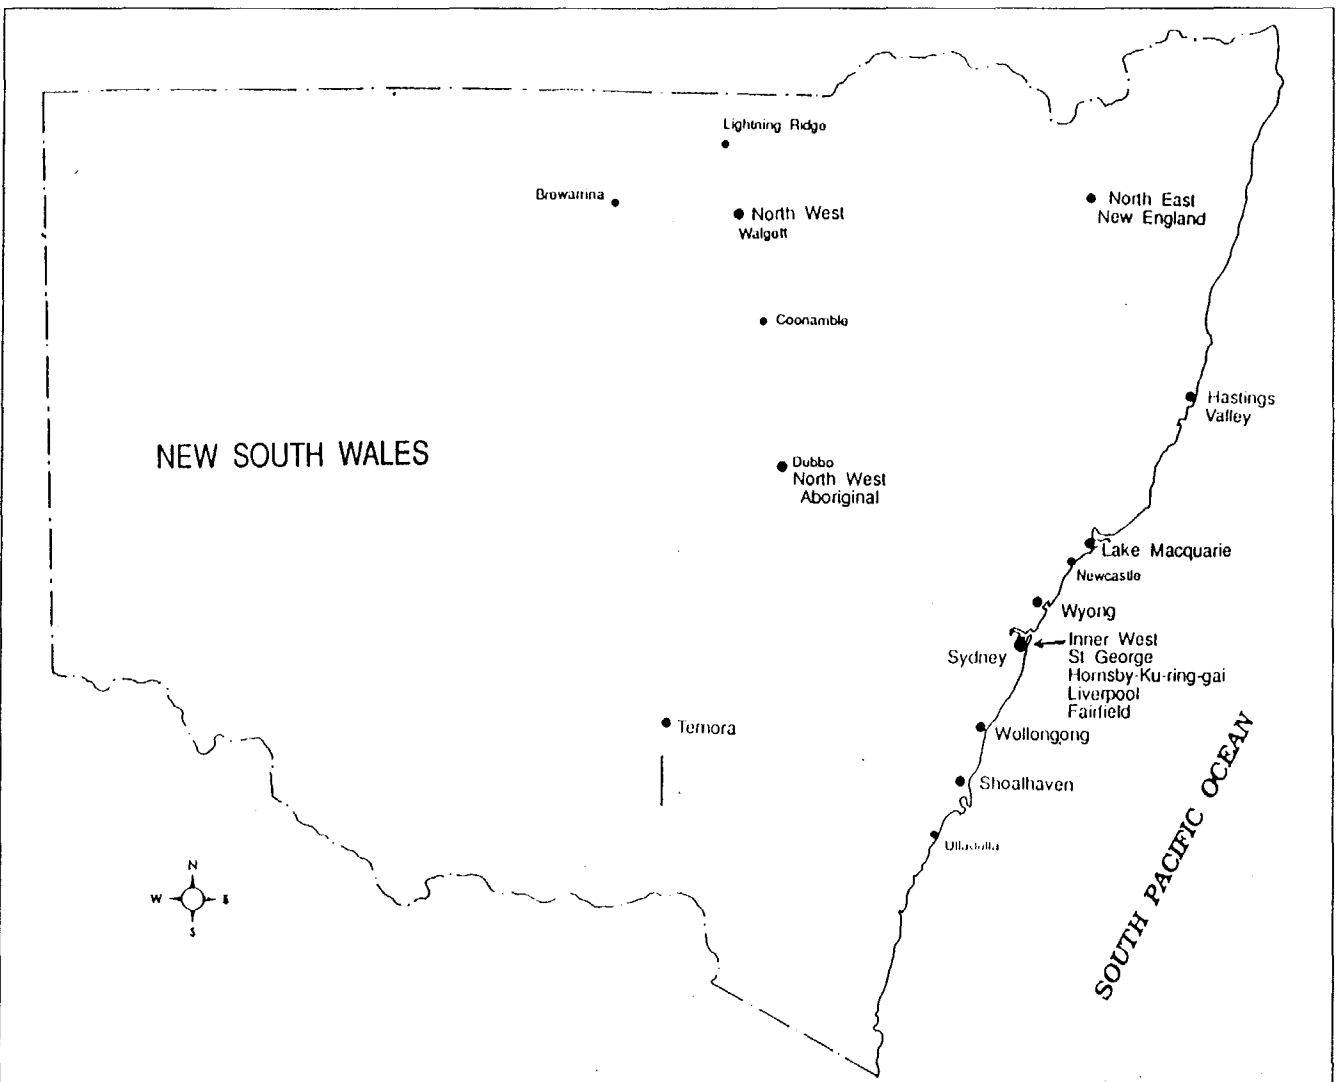 Lightning Ridge
Browarrina
North West
Walgott
North East
New England
Coonamble
Hastings
Valley
NEW SOUTH WALES
Dubbo
North West
Aboriginal
Lake Macquarie
Newcastle
Wyong
Sydney
Inner West
St George
Hornsby-Ku-ring-gai
Liverpool
Fairfield
Temora
Wollongong
Shoalhaven
Ulladulla
SOUTH PACIFIC OCEAN
N
W
S